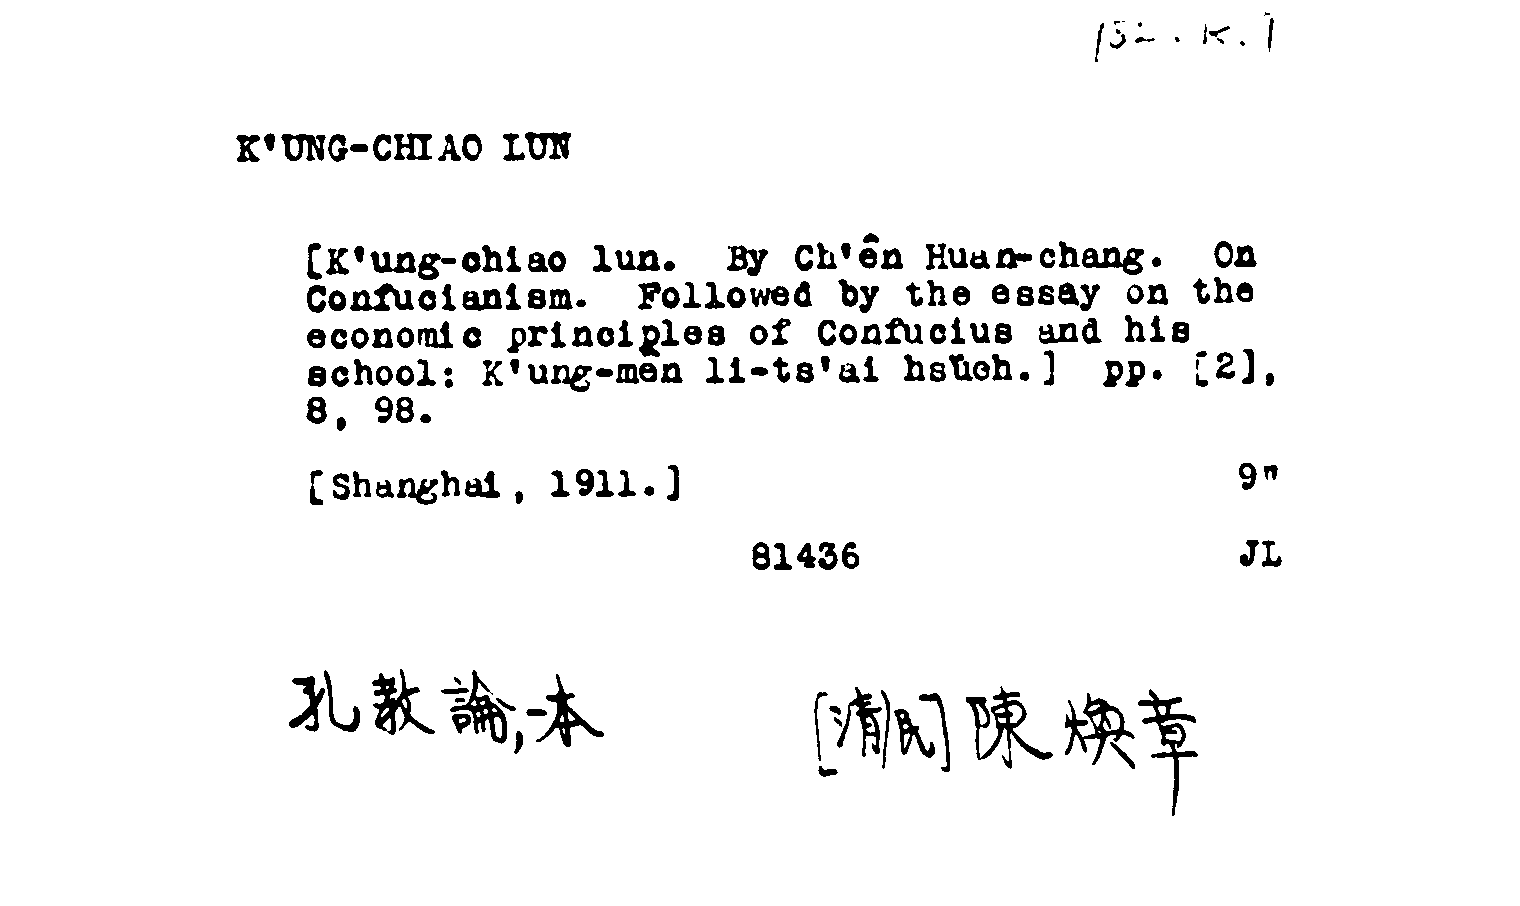 152.K.1
K'UNG-CHIAO LUN
[K'ung-chiao lun. By Ch'ên Huan-chang. On
Confucianism. Followed by the essay on the
economic principles of Confucius and his
school: K'ung-mên li-ts'ai hsüeh.] pp. [2],
8, 98.
[Shanghai, 1911.] 9"
81436 JL
孔教論,一本 [清/民] 陳煥章